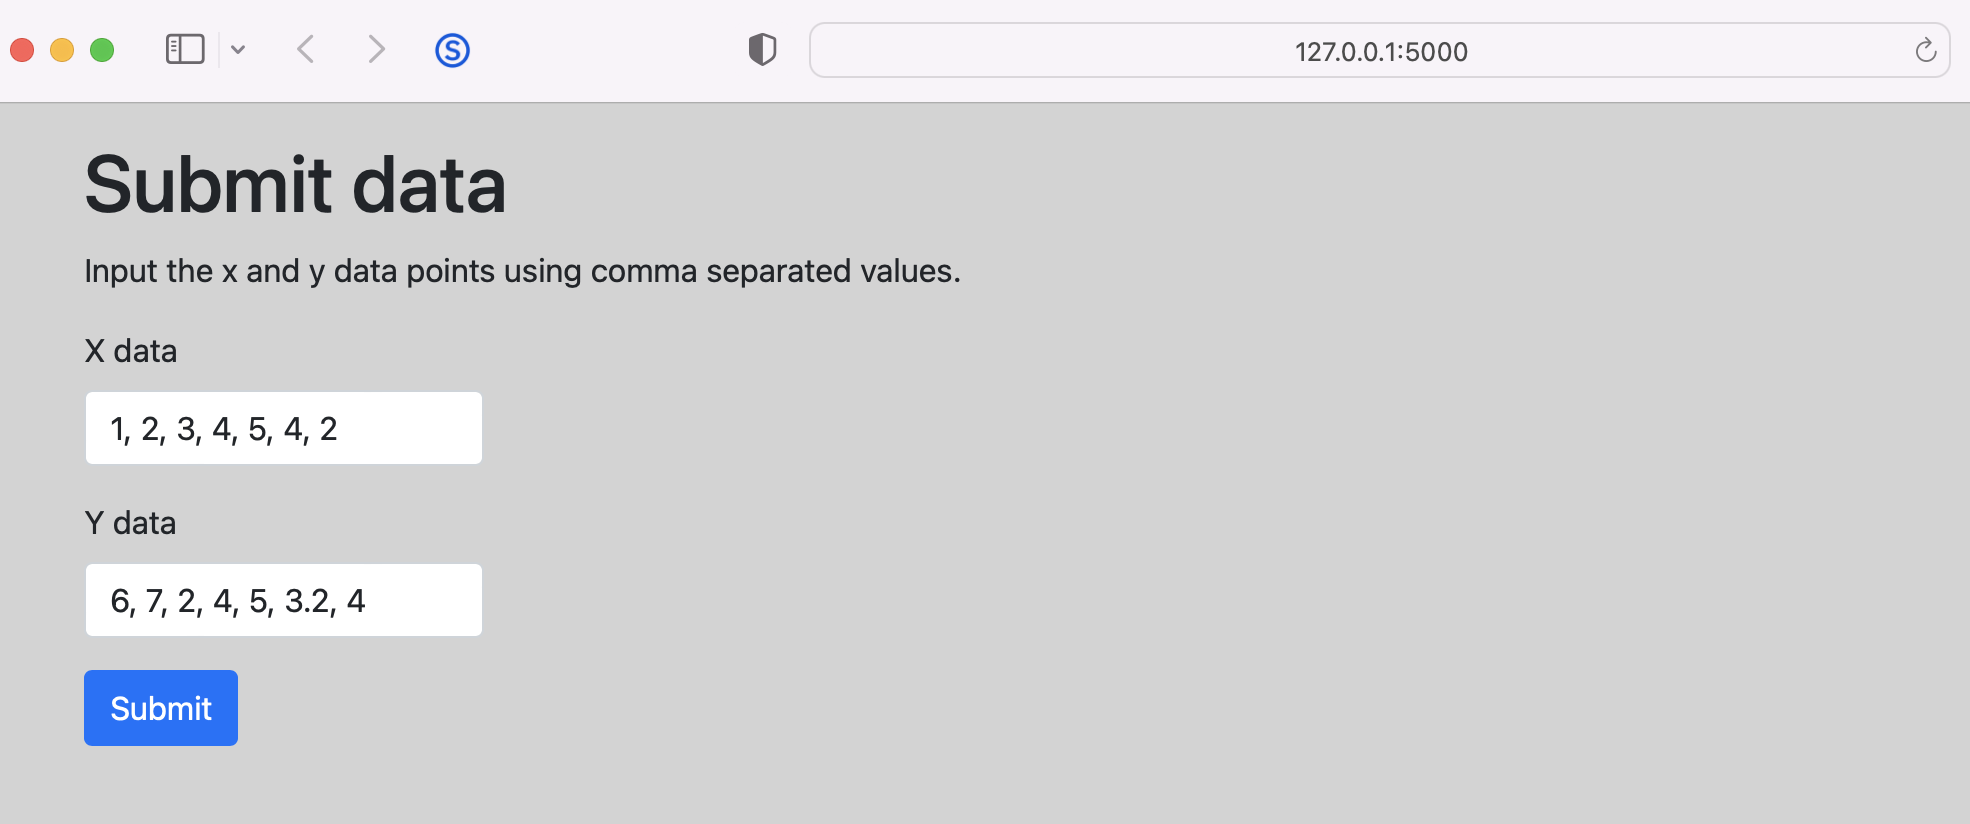 127.0.0.1:5000
Submit data
Input the x and y data points using comma separated values.
X data
1, 2, 3, 4, 5, 4, 2
Y data
6, 7, 2, 4, 5, 3.2, 4
Submit